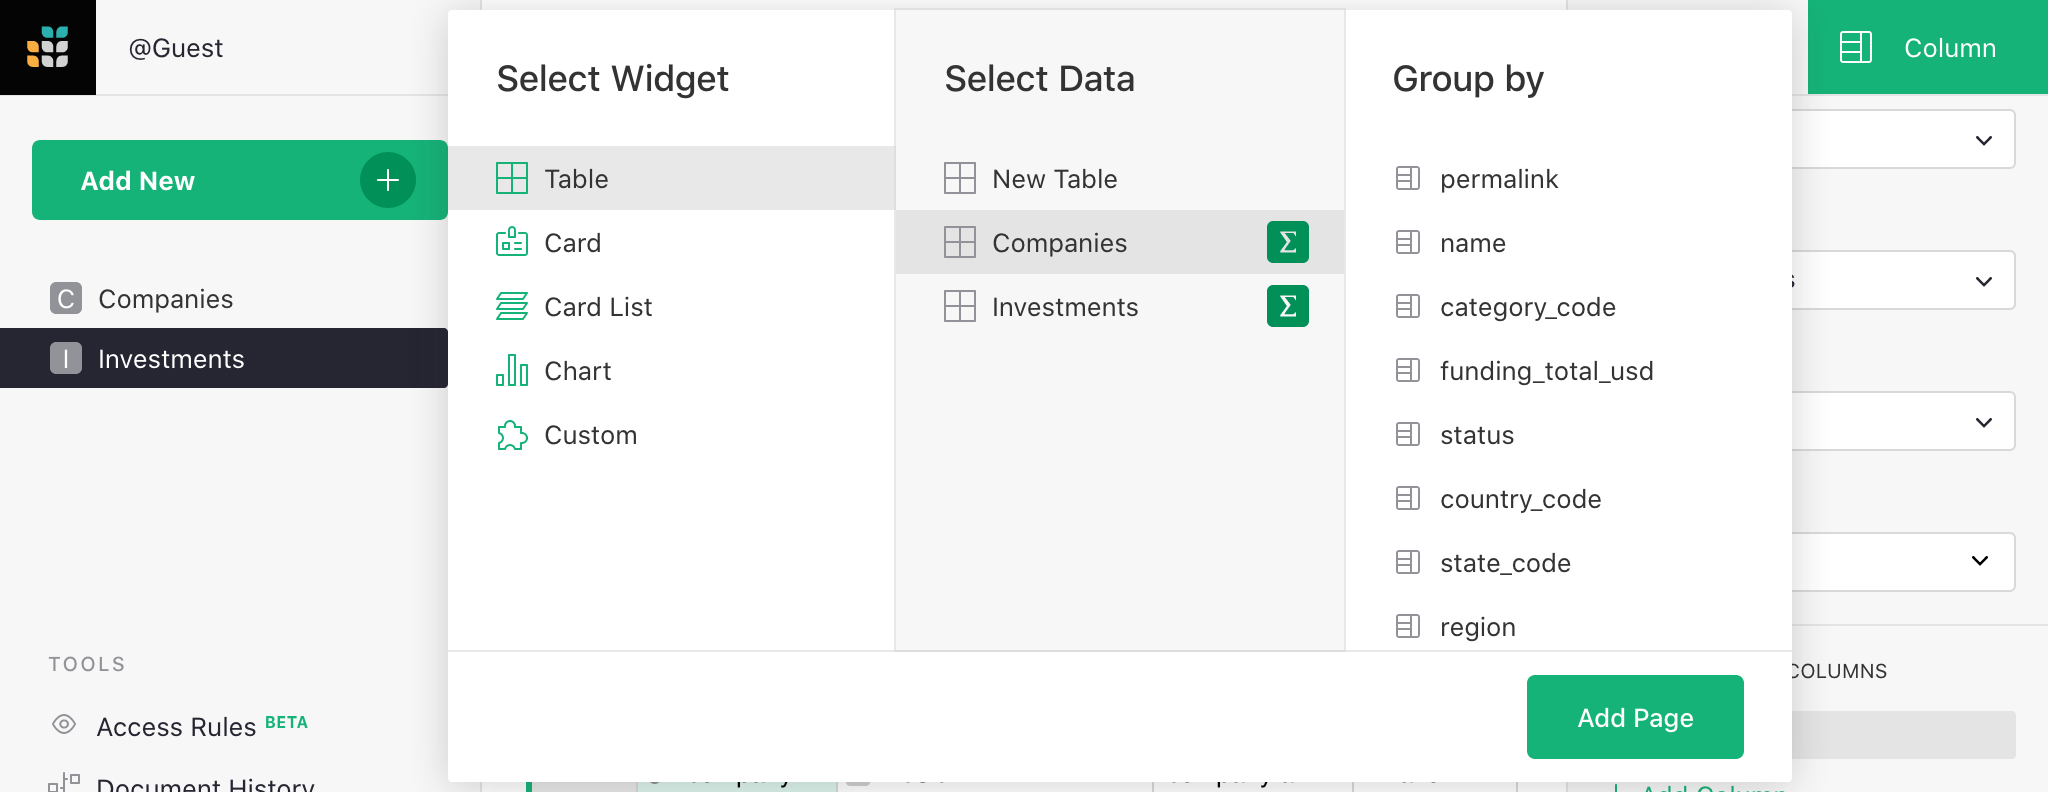 @Guest
Add New
C Companies
I Investments
TOOLS
Access Rules BETA
Document History
Select Widget
Table
Card
Card List
Chart
Custom
Select Data
New Table
Companies Σ
Investments Σ
Group by
permalink
name
category_code
funding_total_usd
status
country_code
state_code
region
Add Page
Column
COLUMNS
Add Column